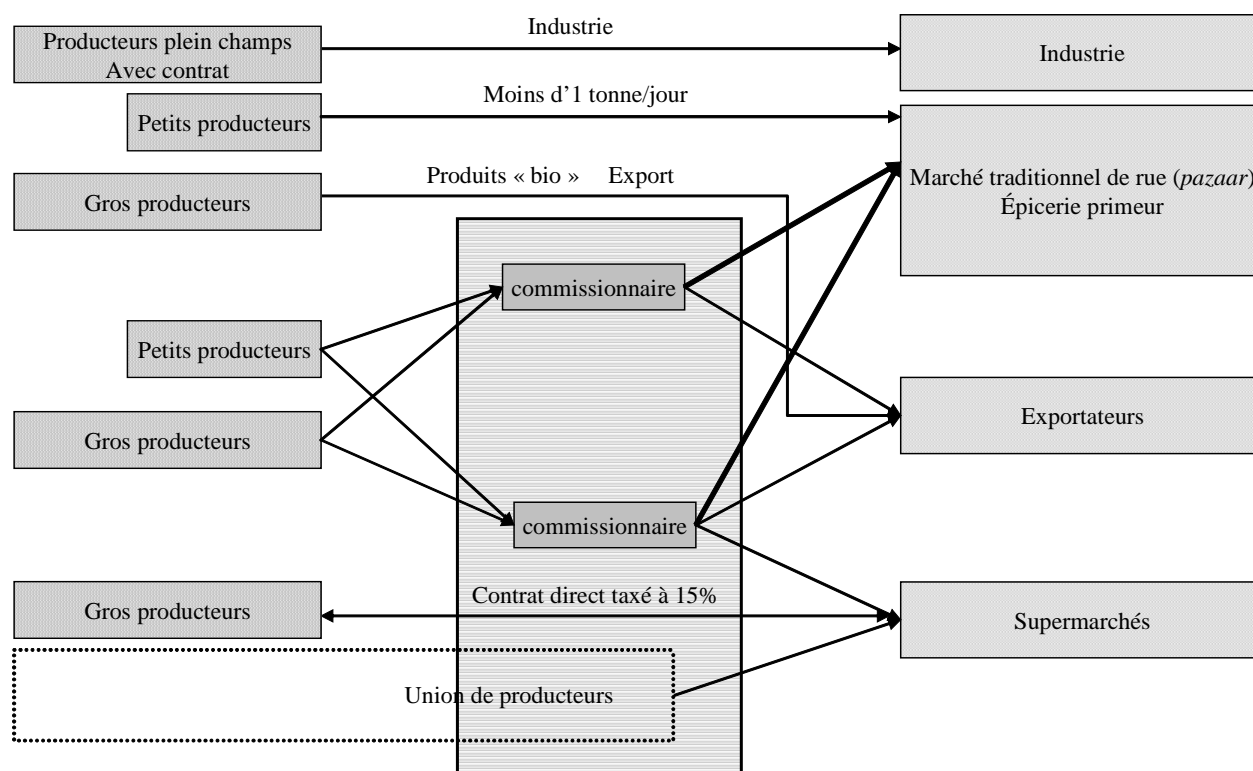 Industrie
Producteurs plein champs
Avec contrat
Industrie
Moins d’1 tonne/jour
Petits producteurs
Marché traditionnel de rue (pazaar)
Épicerie primeur
Produits « bio » Export
Gros producteurs
commissionnaire
Petits producteurs
Gros producteurs
Exportateurs
commissionnaire
Contrat direct taxé à 15%
Gros producteurs
Supermarchés
Union de producteurs